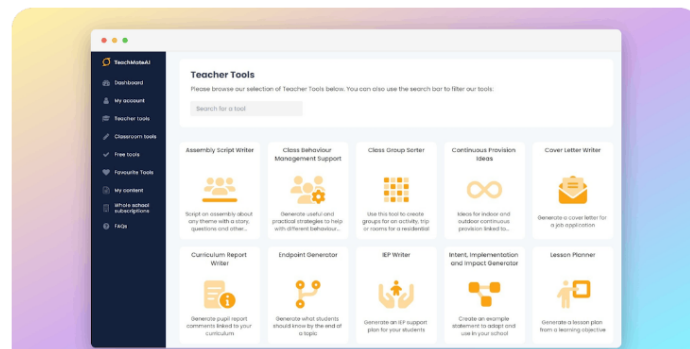 TeachMateAI
Dashboard
My account
Teacher tools
Classroom tools
Free tools
Favourite Tools
My content
Whole school
subscriptions
FAQs
Teacher Tools
Please browse our selection of Teacher Tools below. You can also use the search bar to filter our tools.
Search for a tool
Assembly Script Writer
Script an assembly about
any theme with a story,
questions and other...
Class Behaviour
Management Support
Generate useful and
practical strategies to help
with different behaviour...
Class Group Sorter
Use this tool to create
groups for an activity, trip
or rooms for a residential
Continuous Provision
Ideas
Ideas for indoor and
outdoor continuous
provision linked to...
Cover Letter Writer
Generate a cover letter for
a job application
Curriculum Report
Writer
Generate pupil report
comments linked to your
curriculum
Endpoint Generator
Generate what students
should know by the end of
a topic
IEP Writer
Generate an IEP support
plan for your students
Intent, Implementation
and Impact Generator
Create an example
statement to adapt and
use in your school
Lesson Planner
Generate a lesson plan
from a learning objective